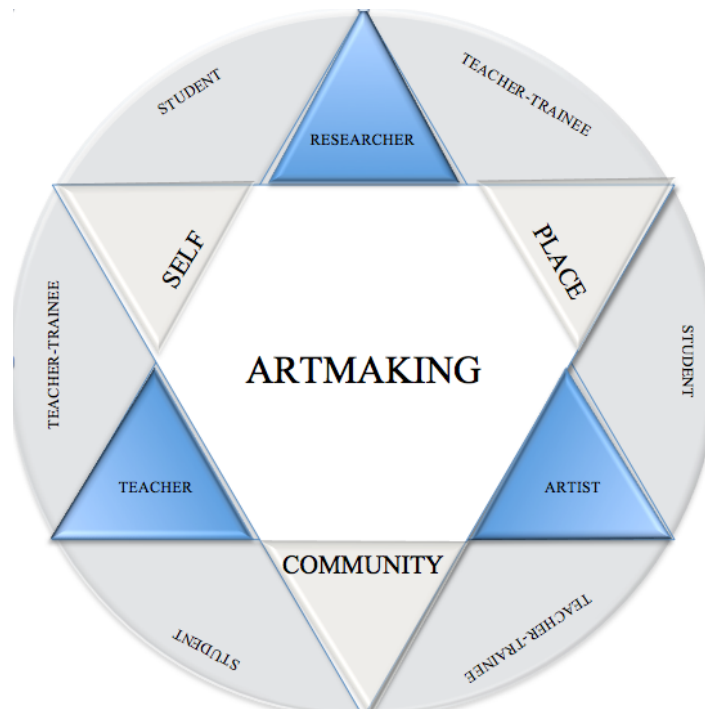 STUDENT
TEACHER-TRAINEE
RESEARCHER
SELF
PLACE
TEACHER-TRAINEE
ARTMAKING
STUDENT
TEACHER
ARTIST
COMMUNITY
STUDENT
TEACHER-TRAINEE